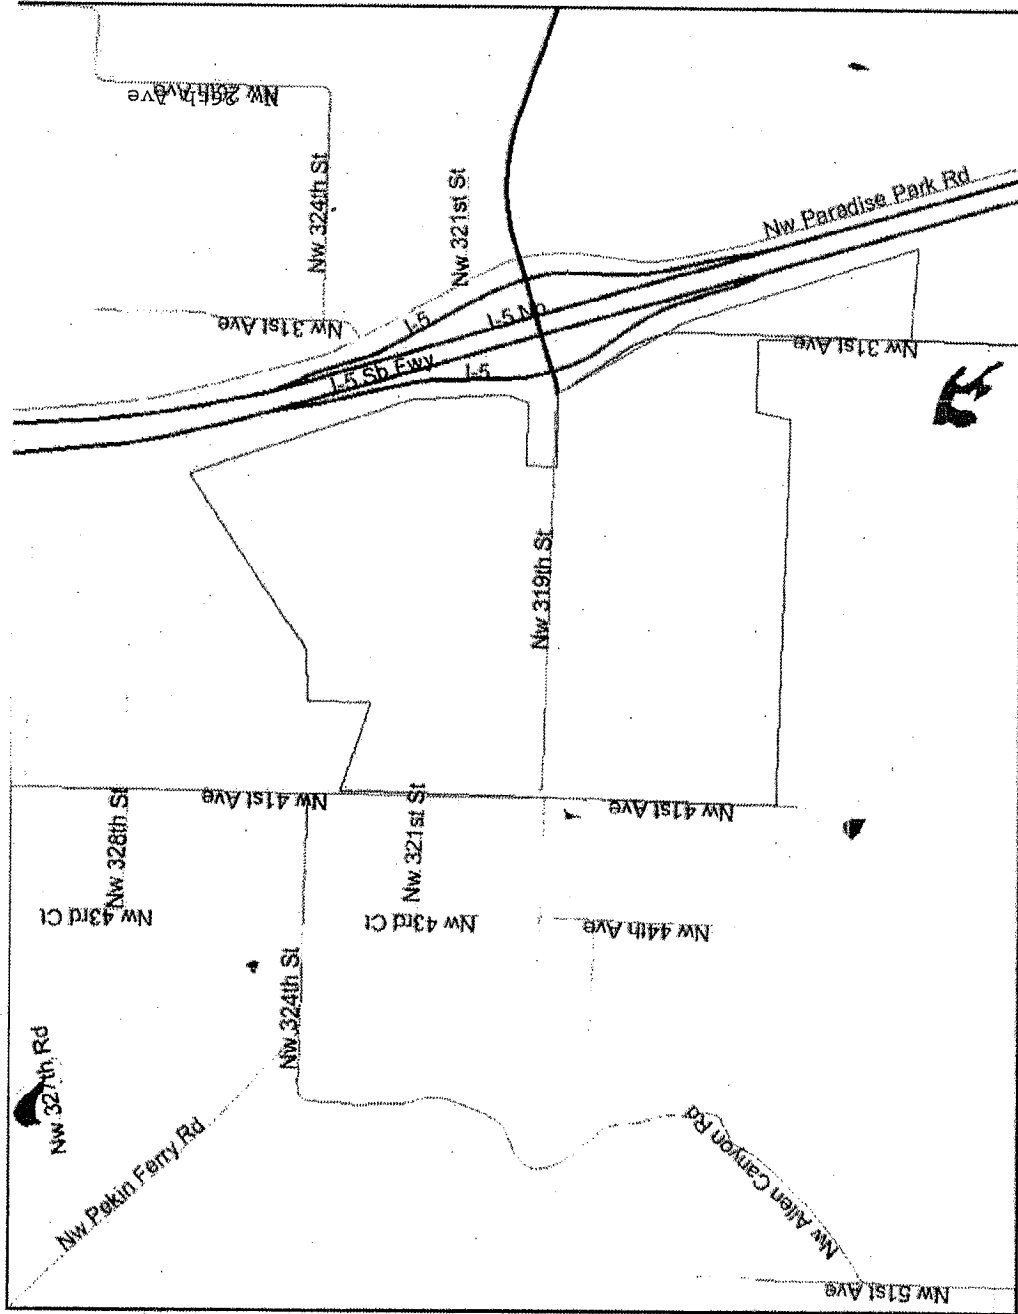 Nw 26th Ave
Nw 324th St
Nw 321st St
Nw Paradise Park Rd
Nw 31st Ave
I-5
I-5 Nb
I-5 Sb Fwy
I-5
Nw 31st Ave
Nw 319th St
Nw 328th St
Nw 41st Ave
Nw 321st St
Nw 41st Ave
Nw 43rd Ct
Nw 43rd Ct
Nw 44th Ave
Nw 324th St
Nw 327th Rd
Nw Pekin Ferry Rd
Nw Allen Canyon Rd
Nw 51st Ave